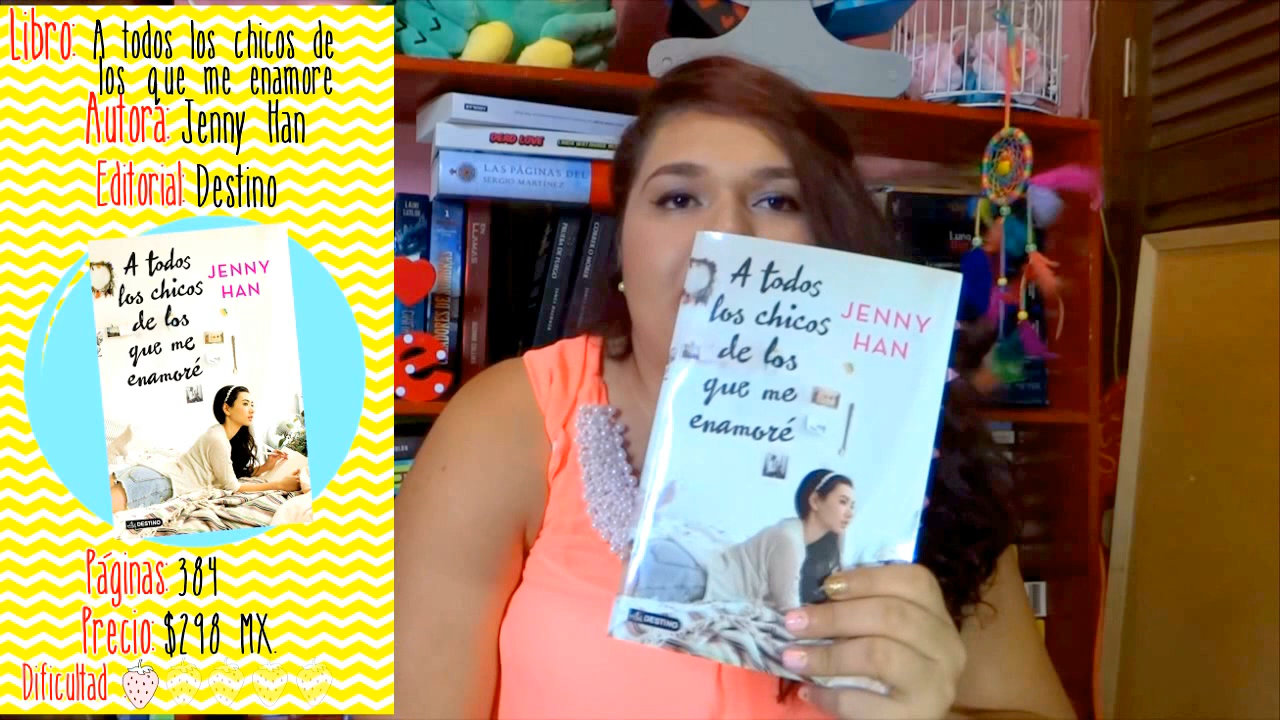 Libro: A todos los chicos de
los que me enamore
Autora: Jenny Han
Editorial: Destino
A todos
los chicos
de los
que me
enamoré
JENNY
HAN
DESTINO
Páginas: 384
Precio: $298 MX.
Dificultad
DEAD LOVE
LAS PÁGINAS DEL
SERGIO MARTÍNEZ
1
A todos
los chicos
de los
que me
enamoré
JENNY
HAN
DESTINO